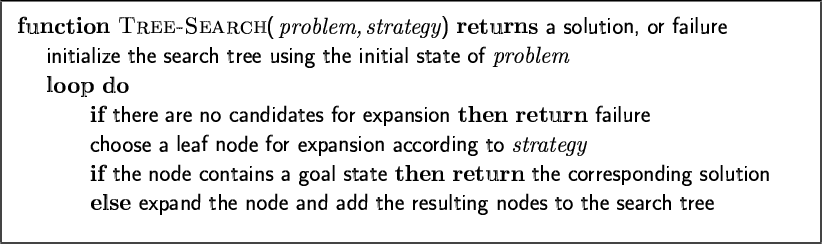 function TREE-SEARCH( problem, strategy) returns a solution, or failure
initialize the search tree using the initial state of problem
loop do
if there are no candidates for expansion then return failure
choose a leaf node for expansion according to strategy
if the node contains a goal state then return the corresponding solution
else expand the node and add the resulting nodes to the search tree